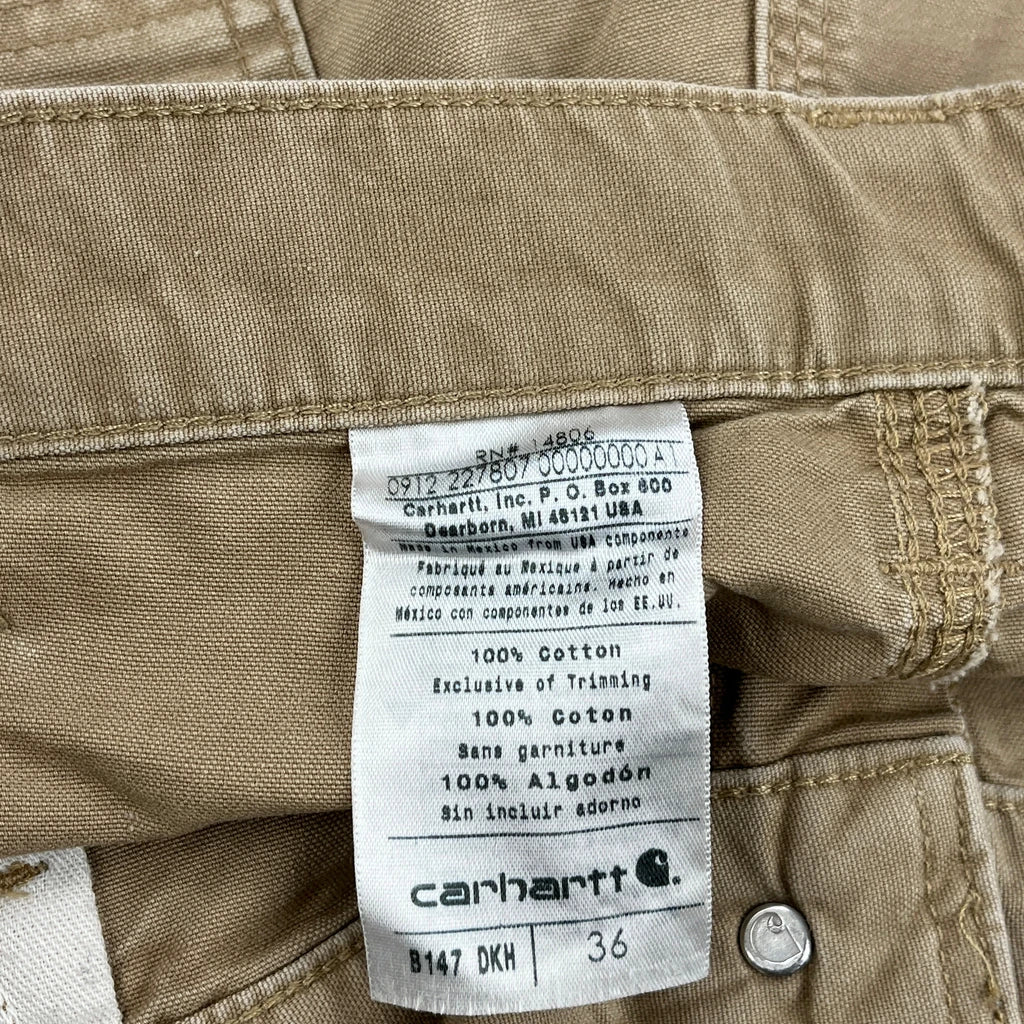 RN# 14806
0912 227807 00000000 A1
Carhartt, Inc. P. O. Box 600
Dearborn, MI 48121 USA
Made in Mexico from USA components
Fabriqué au Mexique à partir de
composants américains. Hecho en
México con componentes de los EE.UU.
100% Cotton
Exclusive of Trimming
100% Coton
Sans garniture
100% Algodón
Sin incluir adorno
carhartt
B147 DKH 36